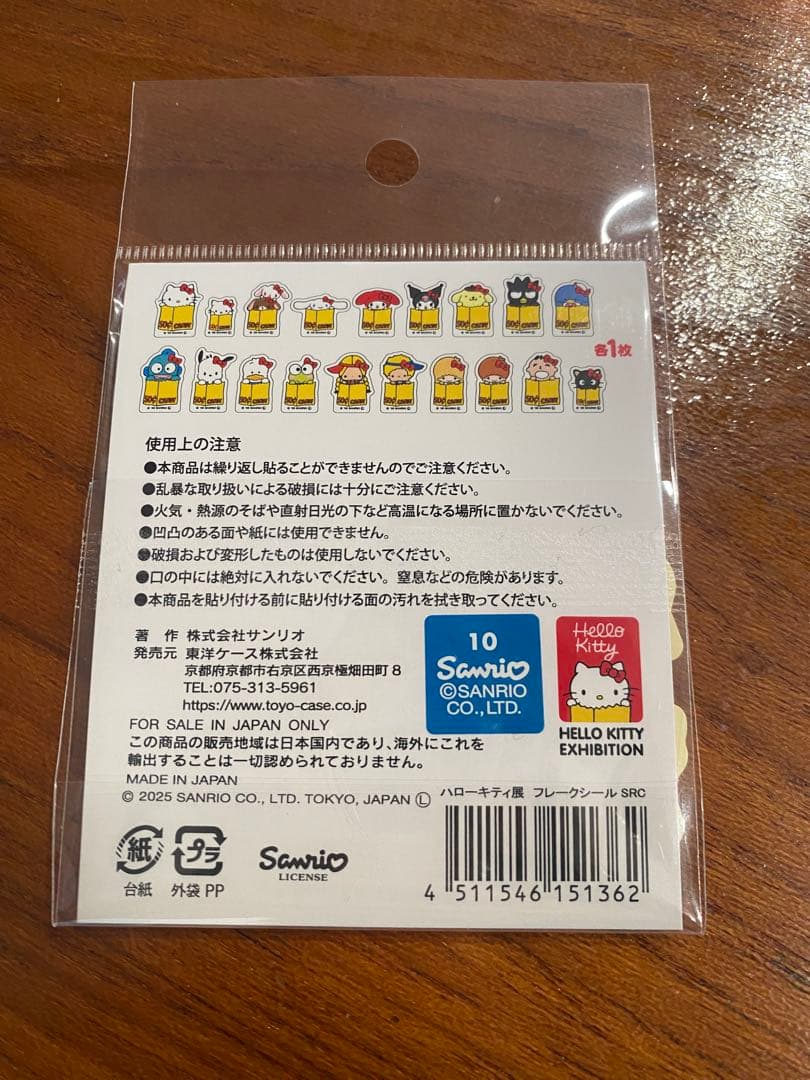 各1枚
使用上の注意
●本商品は繰り返し貼ることができませんのでご注意ください。
●乱暴な取り扱いによる破損には十分にご注意ください。
●火気・熱源のそばや直射日光の下など高温になる場所に置かないでください。
●凹凸のある面や紙には使用できません。
●破損および変形したものは使用しないでください。
●口の中には絶対に入れないでください。窒息などの危険があります。
●本商品を貼り付ける前に貼り付ける面の汚れを拭き取ってください。
著 作 株式会社サンリオ
発売元 東洋ケース株式会社
京都府京都市右京区西京極畑田町8
TEL:075-313-5961
https://www.toyo-case.co.jp
FOR SALE IN JAPAN ONLY
この商品の販売地域は日本国内であり、海外にこれを
輸出することは一切認められておりません。
MADE IN JAPAN
© 2025 SANRIO CO., LTD. TOKYO, JAPAN Ⓛ
10
Sanrio
©SANRIO
CO.,LTD.
Hello
Kitty
HELLO KITTY
EXHIBITION
ハローキティ展 フレークシール SRC
紙
台紙
プラ
外袋 PP
Sanrio
LICENSE
4 511546 151362